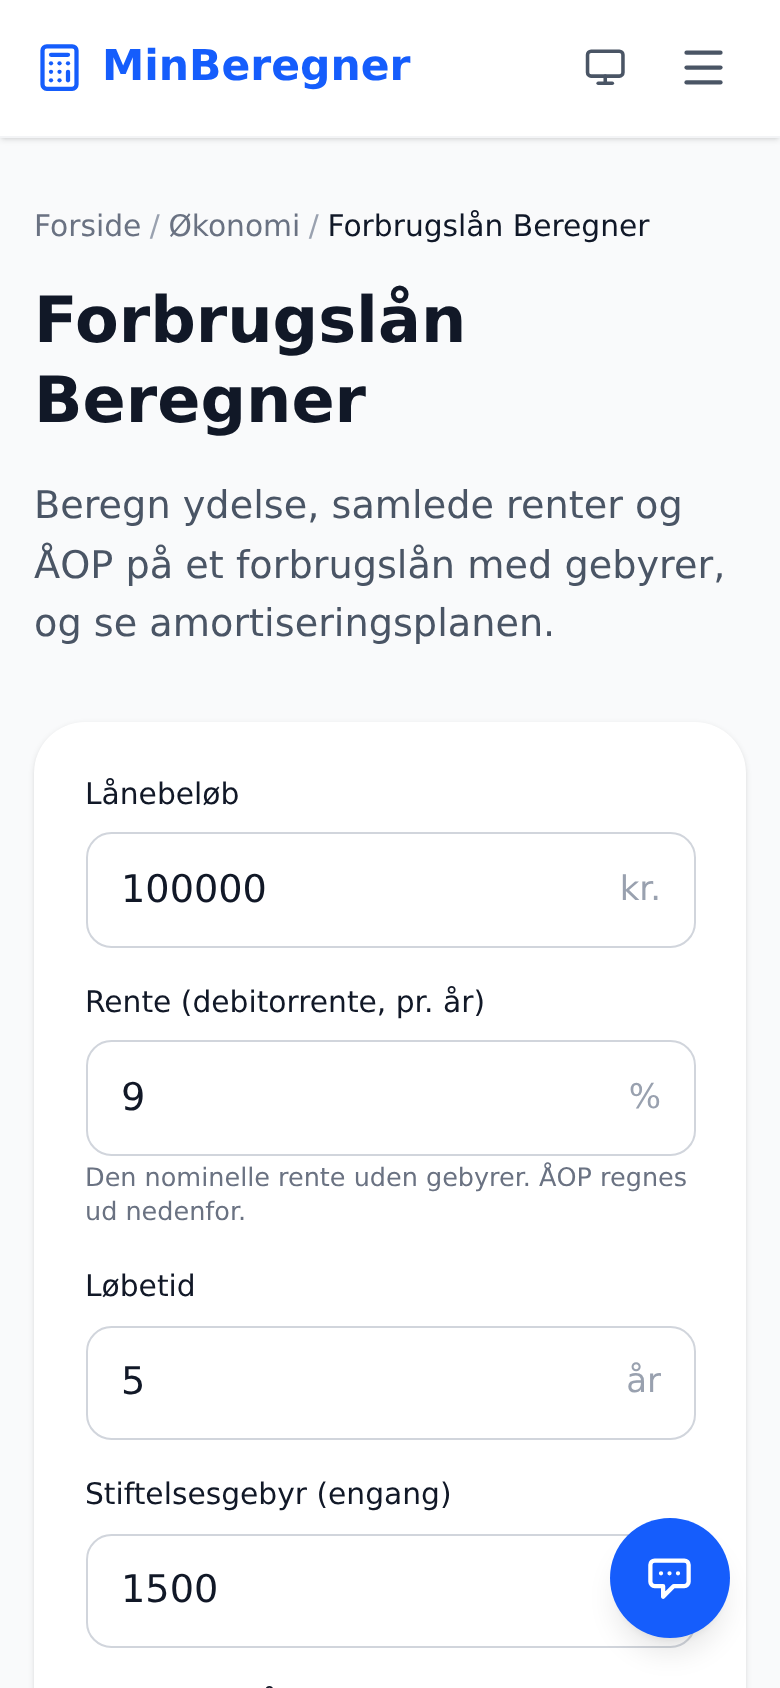 MinBeregner
Forside / Økonomi / Forbrugslån Beregner
Forbrugslån
Beregner
Beregn ydelse, samlede renter og
ÅOP på et forbrugslån med gebyrer,
og se amortiseringsplanen.
Lånebeløb
100000 kr.
Rente (debitorrente, pr. år)
9 %
Den nominelle rente uden gebyrer. ÅOP regnes
ud nedenfor.
Løbetid
5 år
Stiftelsesgebyr (engang)
1500